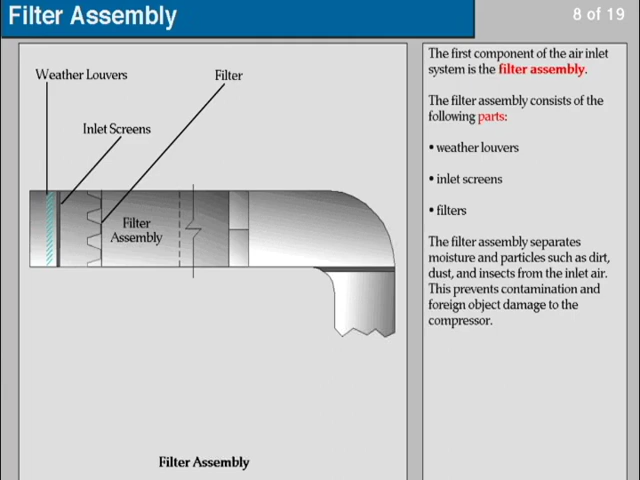 Filter Assembly
8 of 19
Weather Louvers
Filter
Inlet Screens
Filter
Assembly
Filter Assembly
The first component of the air inlet
system is the filter assembly.
The filter assembly consists of the
following parts:
• weather louvers
• inlet screens
• filters
The filter assembly separates
moisture and particles such as dirt,
dust, and insects from the inlet air.
This prevents contamination and
foreign object damage to the
compressor.